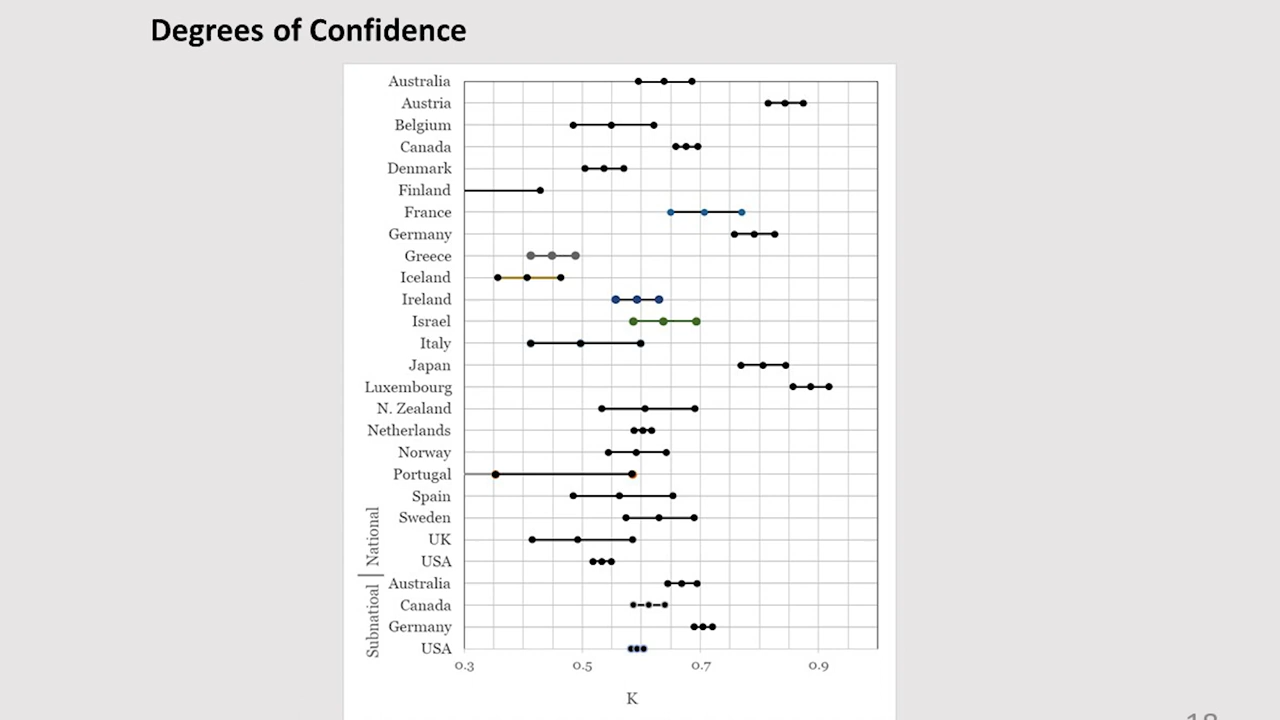 Degrees of Confidence
Australia
Austria
Belgium
Canada
Denmark
Finland
France
Germany
Greece
Iceland
Ireland
Israel
Italy
Japan
Luxembourg
N. Zealand
Netherlands
Norway
Portugal
Spain
Sweden
UK
USA
National
Australia
Canada
Germany
USA
Subnatioal
0.3 0.5 0.7 0.9
K